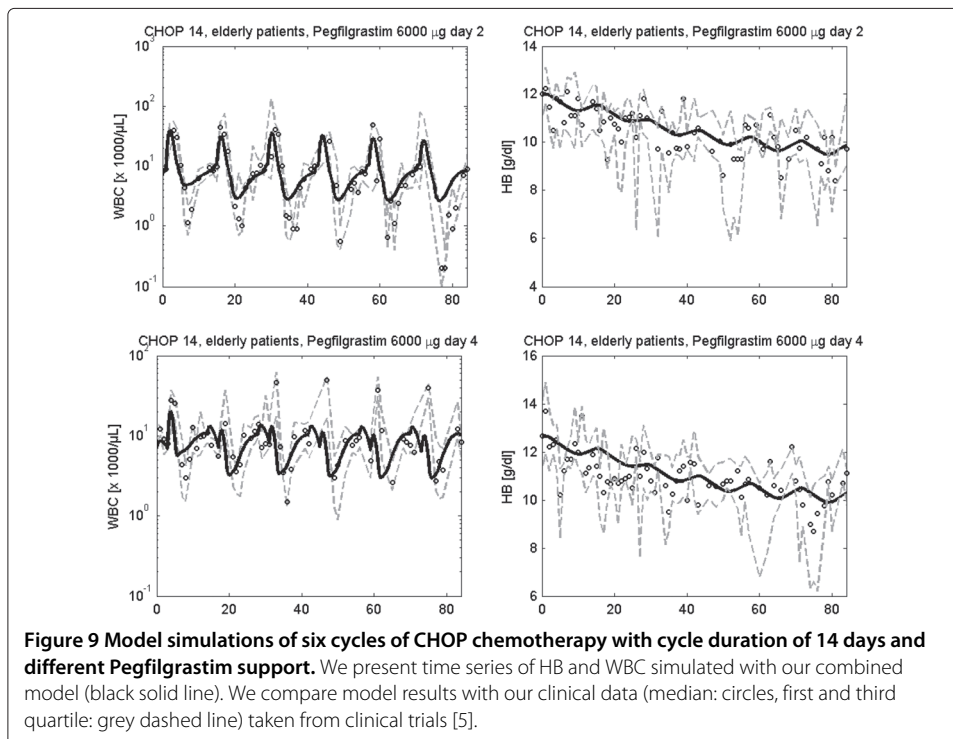 CHOP 14, elderly patients, Pegfilgrastim 6000 μg day 2
WBC [x 1000/μL]
10^3
10^2
10^1
10^0
10^-1
0 20 40 60 80
CHOP 14, elderly patients, Pegfilgrastim 6000 μg day 2
HB [g/dl]
14
12
10
8
6
4
0 20 40 60 80
CHOP 14, elderly patients, Pegfilgrastim 6000 μg day 4
WBC [x 1000/μL]
10^2
10^1
10^0
10^-1
0 20 40 60 80
CHOP 14, elderly patients, Pegfilgrastim 6000 μg day 4
HB [g/dl]
16
14
12
10
8
6
0 20 40 60 80
Figure 9 Model simulations of six cycles of CHOP chemotherapy with cycle duration of 14 days and
different Pegfilgrastim support. We present time series of HB and WBC simulated with our combined
model (black solid line). We compare model results with our clinical data (median: circles, first and third
quartile: grey dashed line) taken from clinical trials [5].